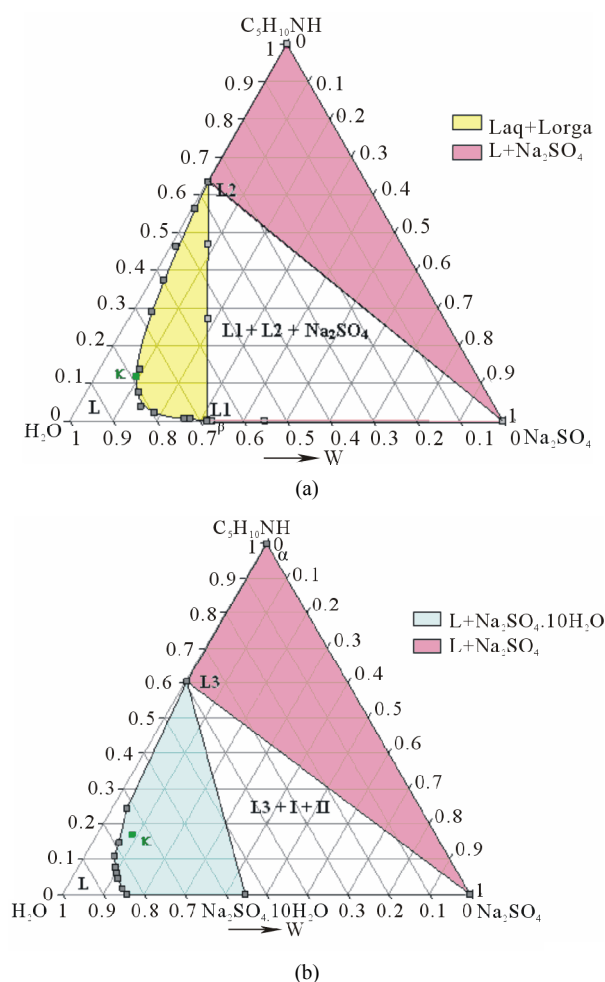 C₅H₁₀NH
1 0
0.9 0.1
0.8 0.2
Laq+Lorga
L+Na₂SO₄
0.7 0.3
0.6 L2 0.4
0.5 0.5
0.4 0.6
0.3 0.7
L1 + L2 + Na₂SO₄
0.2 0.8
κ 0.1 0.9
L L1
0 1
H₂O 1 0.9 0.8 0.7 β 0.6 0.5 0.4 0.3 0.2 0.1 0 Na₂SO₄
W
(a)
C₅H₁₀NH
1 0
α
0.9 0.1
0.8 0.2
L+Na₂SO₄.10H₂O
L+Na₂SO₄
0.7 0.3
0.6 L3 0.4
0.5 0.5
0.4 0.6
0.3 0.7
L3 + I + II
0.2 0.8
κ
0.1 0.9
L
0 1
H₂O 1 0.9 0.8 0.7 Na₂SO₄.10H₂O 0.3 0.2 0.1 0 Na₂SO₄
W
(b)